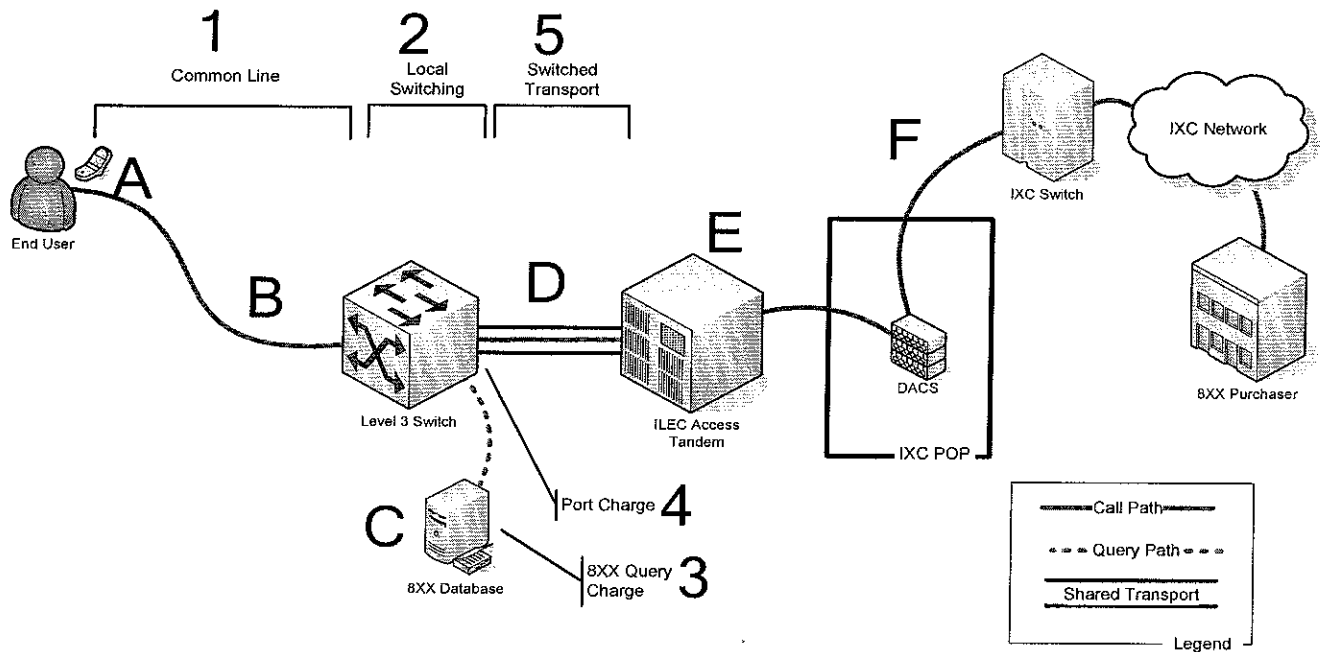 1
Common Line
2
Local
Switching
5
Switched
Transport
A
End User
B
Level 3 Switch
C
8XX Database
D
E
ILEC Access
Tandem
F
IXC Switch
IXC Network
8XX Purchaser
DACS
IXC POP
Port Charge 4
8XX Query
Charge 3
Call Path
Query Path
Shared Transport
Legend